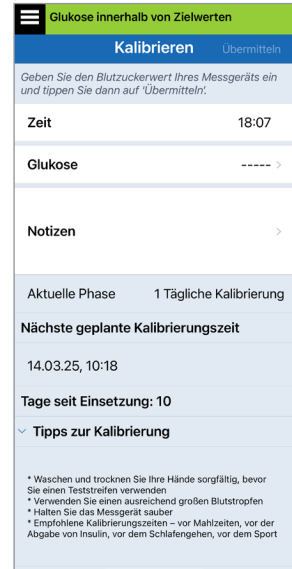 Glukose innerhalb von Zielwerten
Kalibrieren Übermitteln
Geben Sie den Blutzuckerwert Ihres Messgeräts ein
und tippen Sie dann auf 'Übermitteln'.
Zeit 18:07
Glukose ----- >
Notizen >
Aktuelle Phase 1 Tägliche Kalibrierung
Nächste geplante Kalibrierungszeit
14.03.25, 10:18
Tage seit Einsetzung: 10
Tipps zur Kalibrierung
* Waschen und trocknen Sie Ihre Hände sorgfältig, bevor
Sie einen Teststreifen verwenden
* Verwenden Sie einen ausreichend großen Blutstropfen
* Halten Sie das Messgerät sauber
* Empfohlene Kalibrierungszeiten – vor Mahlzeiten, vor der
Abgabe von Insulin, vor dem Schlafengehen, vor dem Sport